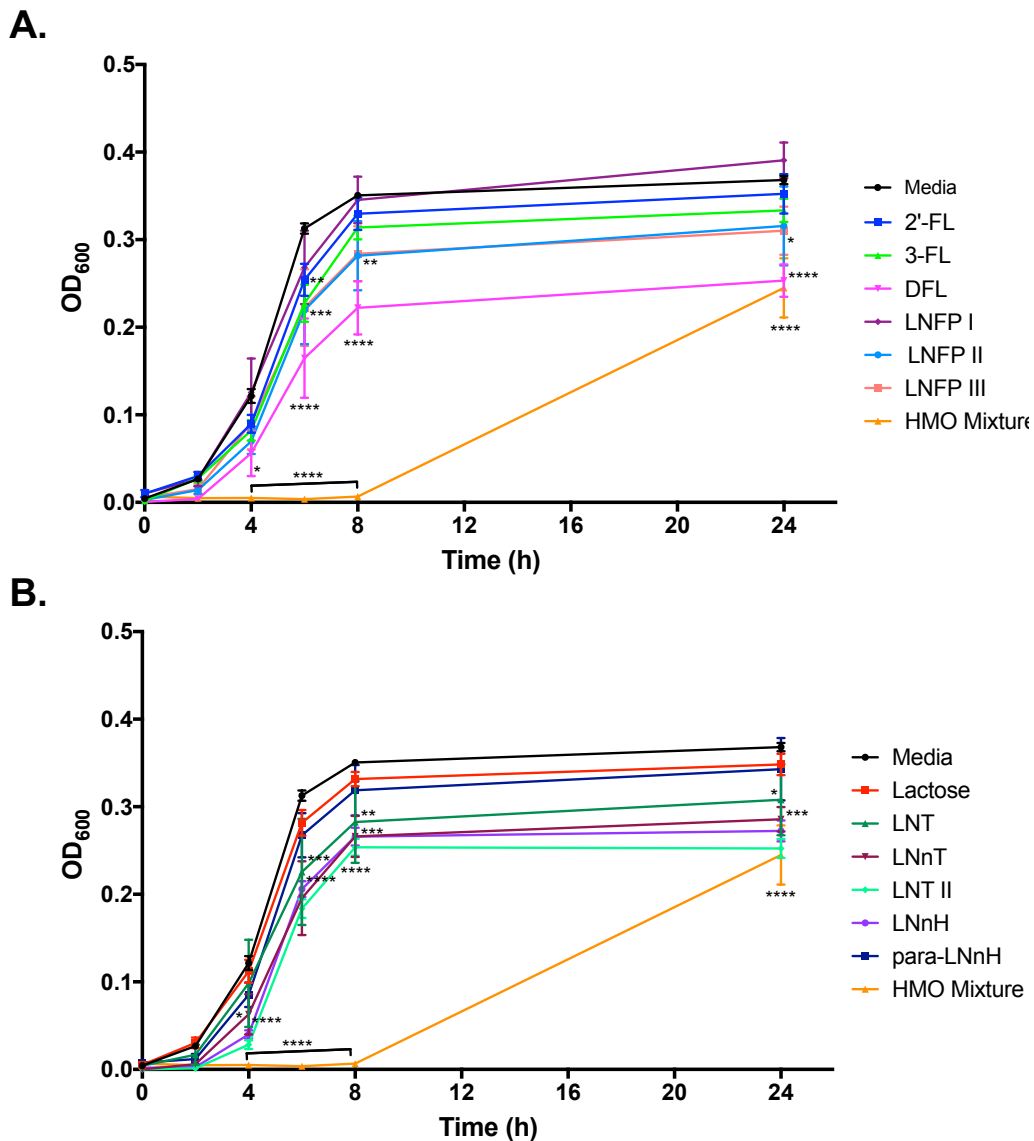 A.
0.5
0.4
0.3
0.2
0.1
0.0
OD600
0 4 8 12 16 20 24
Time (h)
**
***
****
*
****
**
****
*
****
****
Media
2'-FL
3-FL
DFL
LNFP I
LNFP II
LNFP III
HMO Mixture
B.
0.5
0.4
0.3
0.2
0.1
0.0
OD600
0 4 8 12 16 20 24
Time (h)
***
****
*
****
****
**
***
****
*
***
****
Media
Lactose
LNT
LNnT
LNT II
LNnH
para-LNnH
HMO Mixture